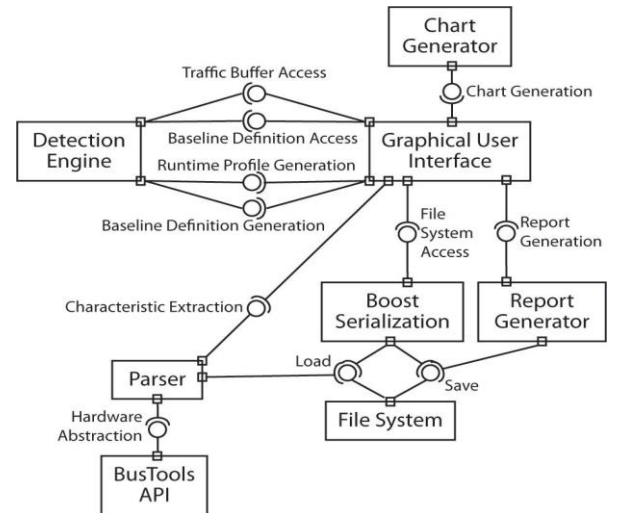 Chart
Generator
Chart Generation
Traffic Buffer Access
Baseline Definition Access
Detection
Engine
Graphical User
Interface
Runtime Profile Generation
Baseline Definition Generation
File
System
Access
Report
Generation
Characteristic Extraction
Boost
Serialization
Report
Generator
Load
Save
Parser
File System
Hardware
Abstraction
BusTools
API